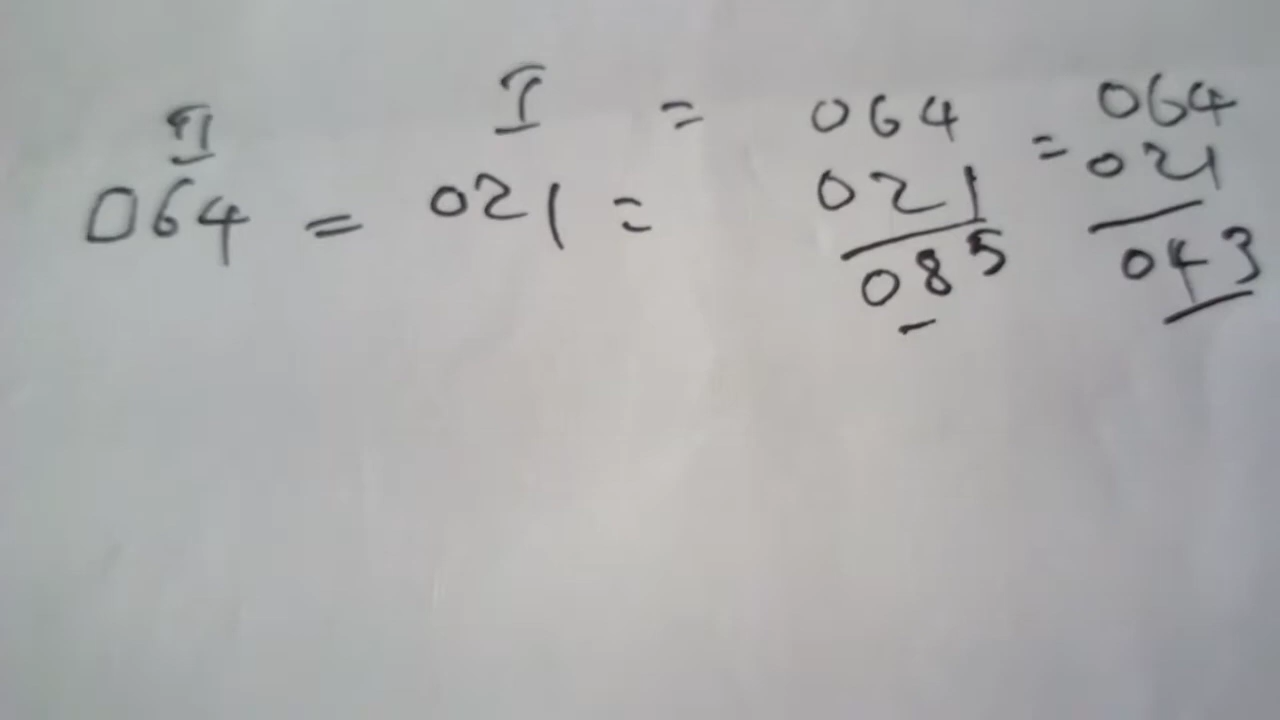 II I = 064 = 064
064 = 021 = 021 021
085 043